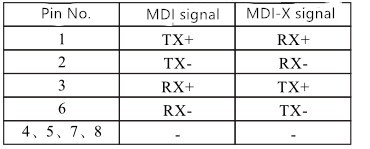 Pin No. MDI signal MDI-X signal
1 TX+ RX+
2 TX- RX-
3 RX+ TX+
6 RX- TX-
4、5、7、8 - -